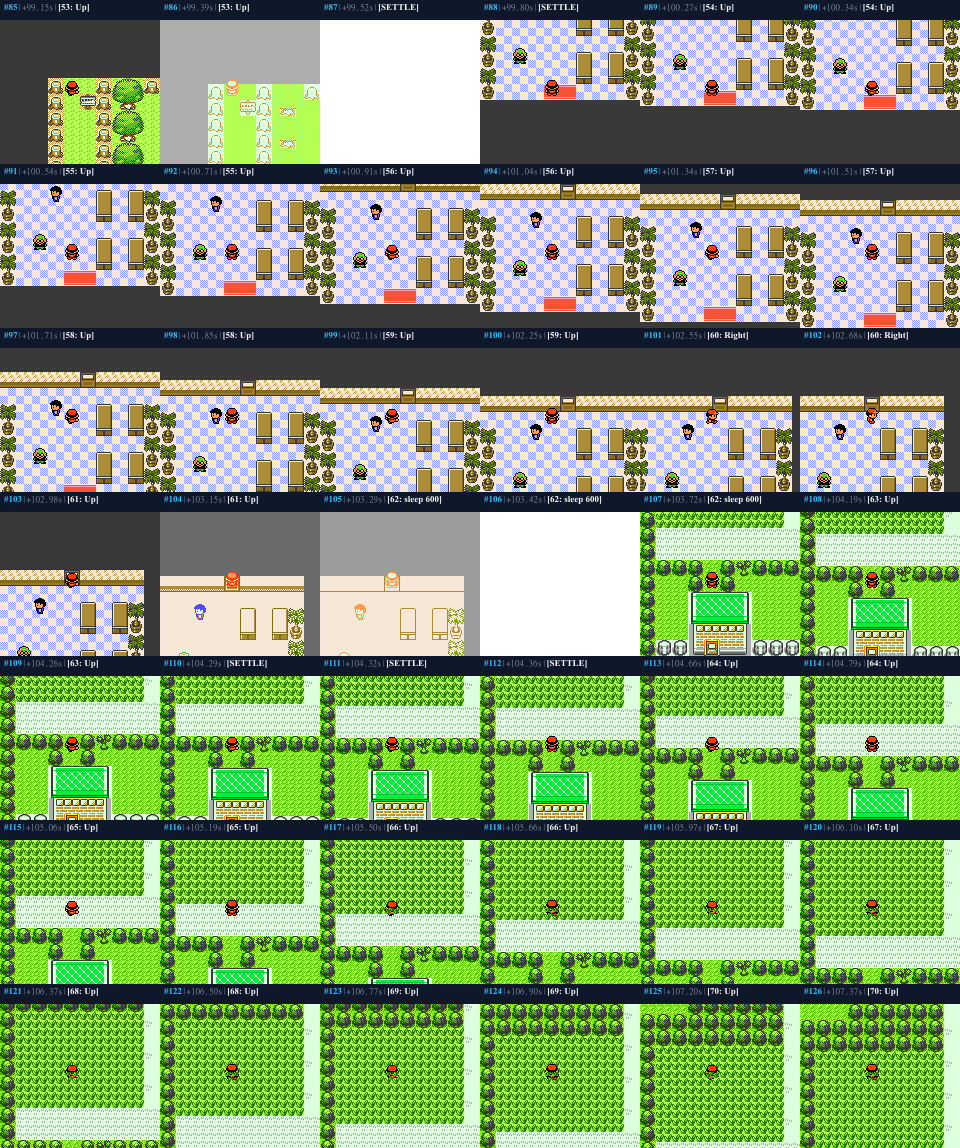 #85|+99.15s|[53: Up] #86|+99.39s|[53: Up] #87|+99.52s|[SETTLE] #88|+99.80s|[SETTLE] #89|+100.27s|[54: Up] #90|+100.34s|[54: Up]
#91|+100.54s|[55: Up] #92|+100.71s|[55: Up] #93|+100.91s|[56: Up] #94|+101.04s|[56: Up] #95|+101.34s|[57: Up] #96|+101.51s|[57: Up]
#97|+101.71s|[58: Up] #98|+101.85s|[58: Up] #99|+102.11s|[59: Up] #100|+102.25s|[59: Up] #101|+102.55s|[60: Right] #102|+102.68s|[60: Right]
#103|+102.98s|[61: Up] #104|+103.15s|[61: Up] #105|+103.29s|[62: sleep 600] #106|+103.42s|[62: sleep 600] #107|+103.72s|[62: sleep 600] #108|+104.19s|[63: Up]
#109|+104.26s|[63: Up] #110|+104.29s|[SETTLE] #111|+104.32s|[SETTLE] #112|+104.36s|[SETTLE] #113|+104.66s|[64: Up] #114|+104.79s|[64: Up]
#115|+105.06s|[65: Up] #116|+105.19s|[65: Up] #117|+105.50s|[66: Up] #118|+105.66s|[66: Up] #119|+105.97s|[67: Up] #120|+106.10s|[67: Up]
#121|+106.37s|[68: Up] #122|+106.50s|[68: Up] #123|+106.77s|[69: Up] #124|+106.90s|[69: Up] #125|+107.20s|[70: Up] #126|+107.37s|[70: Up]